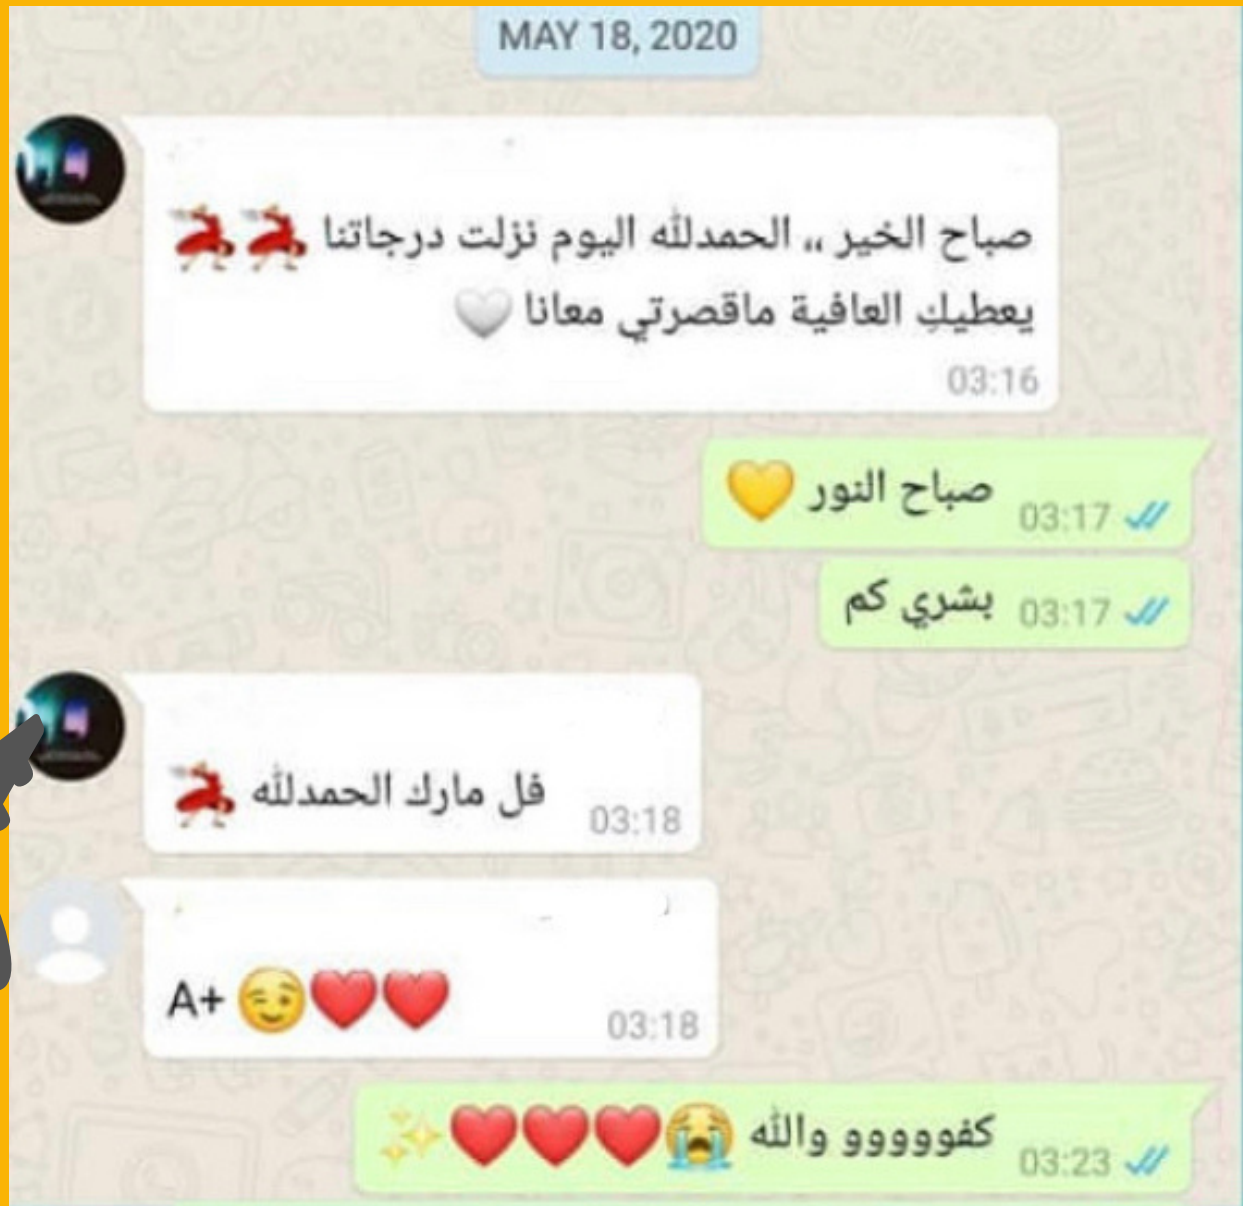 MAY 18, 2020
صباح الخير ،، الحمدلله اليوم نزلت درجاتنا 💃💃
يعطيكِ العافية ماقصرتي معانا 🤍
03:16
صباح النور 💛
03:17
بشري كم
03:17
فل مارك الحمدلله 💃
03:18
A+ 😉❤️❤️
03:18
كفووووو والله 😭❤️❤️❤️✨
03:23